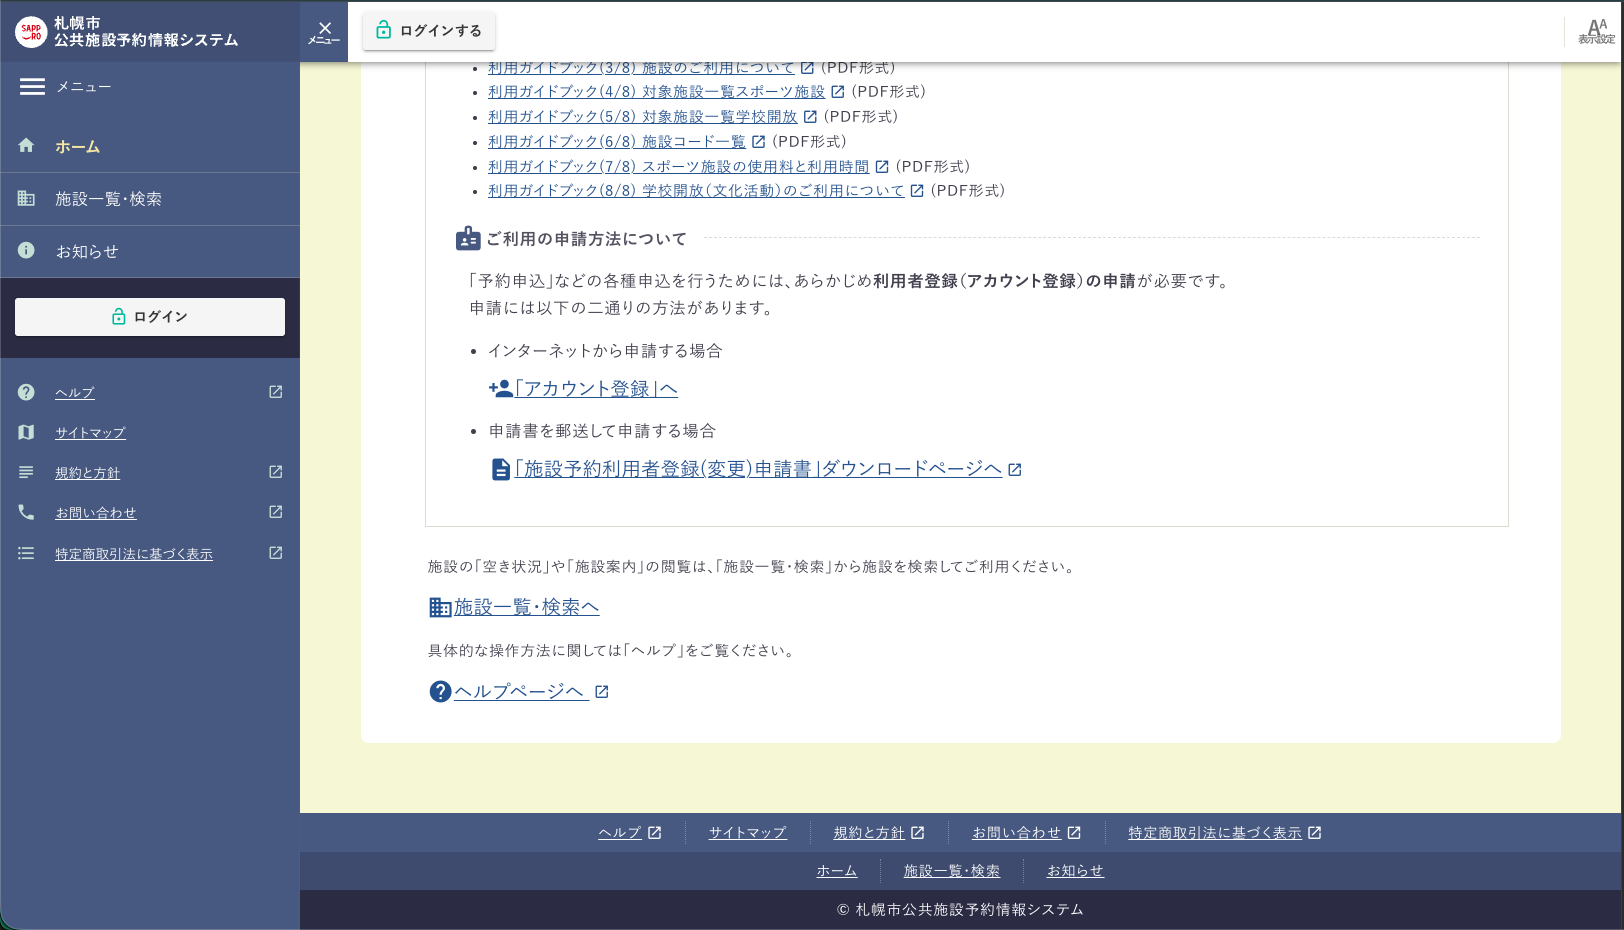 SAPP
RO
札幌市
公共施設予約情報システム
メニュー
ログインする
表示設定
メニュー
ホーム
施設一覧・検索
お知らせ
ログイン
ヘルプ
サイトマップ
規約と方針
お問い合わせ
特定商取引法に基づく表示
利用ガイドブック(3/8) 施設のご利用について (PDF形式)
利用ガイドブック(4/8) 対象施設一覧スポーツ施設 (PDF形式)
利用ガイドブック(5/8) 対象施設一覧学校開放 (PDF形式)
利用ガイドブック(6/8) 施設コード一覧 (PDF形式)
利用ガイドブック(7/8) スポーツ施設の使用料と利用時間 (PDF形式)
利用ガイドブック(8/8) 学校開放(文化活動)のご利用について (PDF形式)
ご利用の申請方法について
「予約申込」などの各種申込を行うためには、あらかじめ利用者登録(アカウント登録)の申請が必要です。
申請には以下の二通りの方法があります。
インターネットから申請する場合
「アカウント登録」へ
申請書を郵送して申請する場合
「施設予約利用者登録(変更)申請書」ダウンロードページへ
施設の「空き状況」や「施設案内」の閲覧は、「施設一覧・検索」から施設を検索してご利用ください。
施設一覧・検索へ
具体的な操作方法に関しては「ヘルプ」をご覧ください。
ヘルプページへ
ヘルプ サイトマップ 規約と方針 お問い合わせ 特定商取引法に基づく表示
ホーム 施設一覧・検索 お知らせ
© 札幌市公共施設予約情報システム